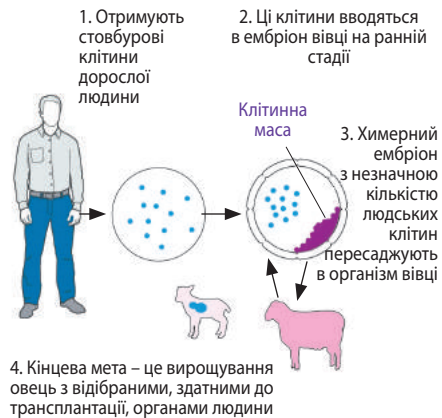 1. Отримують
стовбурові
клітини
дорослої
людини
2. Ці клітини вводяться
в ембріон вівці на ранній
стадії
Клітинна
маса
3. Химерний
ембріон
з незначною
кількістю
людських
клітин
пересаджують
в організм вівці
4. Кінцева мета – це вирощування
овець з відібраними, здатними до
трансплантації, органами людини